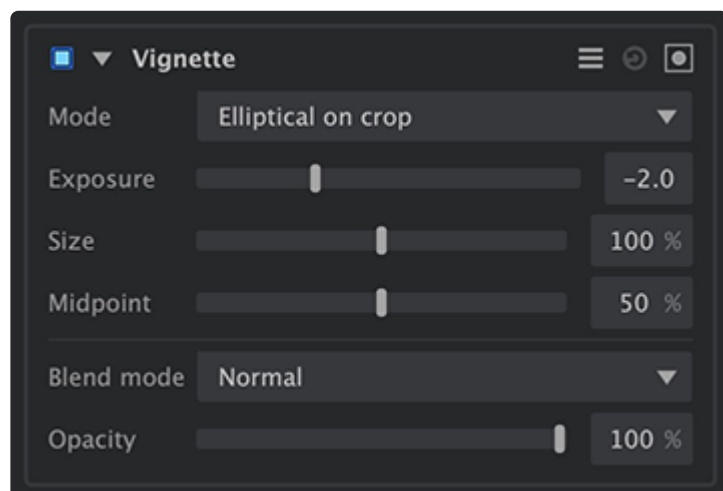 Vignette
Mode Elliptical on crop
Exposure −2.0
Size 100 %
Midpoint 50 %
Blend mode Normal
Opacity 100 %